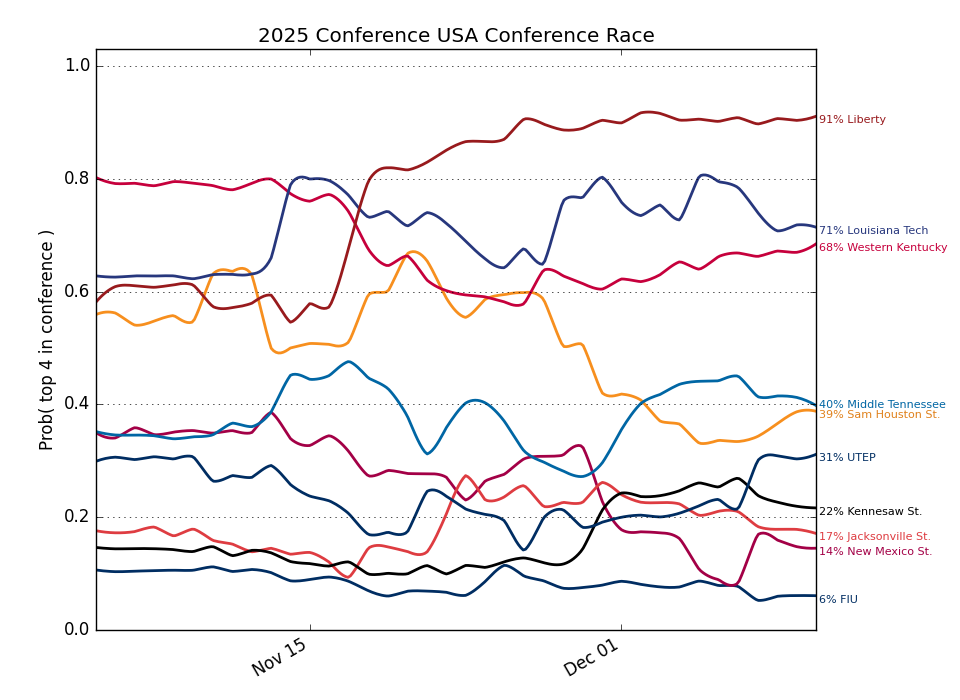 2025 Conference USA Conference Race
1.0
0.8
0.6
0.4
0.2
0.0
Prob( top 4 in conference )
Nov 15
Dec 01
91% Liberty
71% Louisiana Tech
68% Western Kentucky
40% Middle Tennessee
39% Sam Houston St.
31% UTEP
22% Kennesaw St.
17% Jacksonville St.
14% New Mexico St.
6% FIU